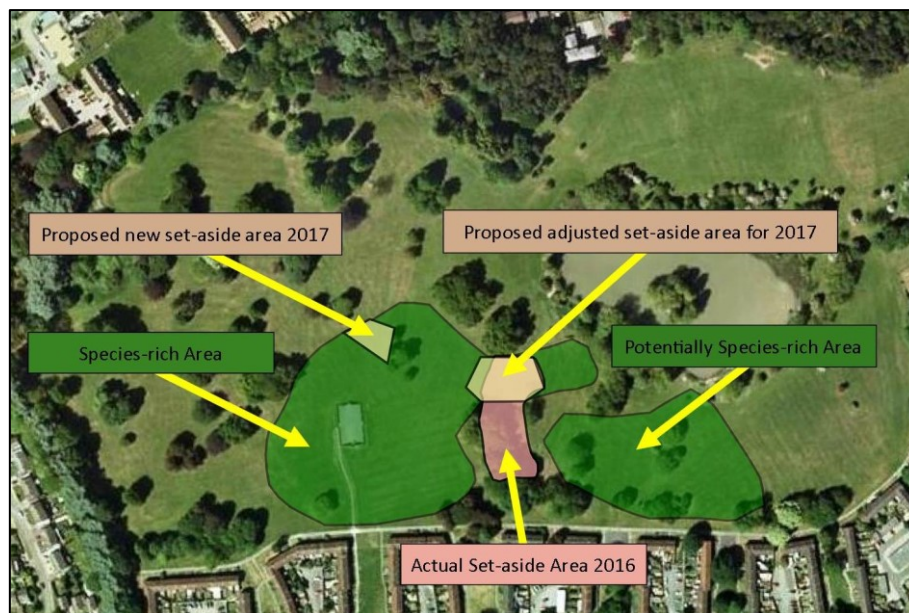 Proposed new set-aside area 2017
Proposed adjusted set-aside area for 2017
Species-rich Area
Potentially Species-rich Area
Actual Set-aside Area 2016